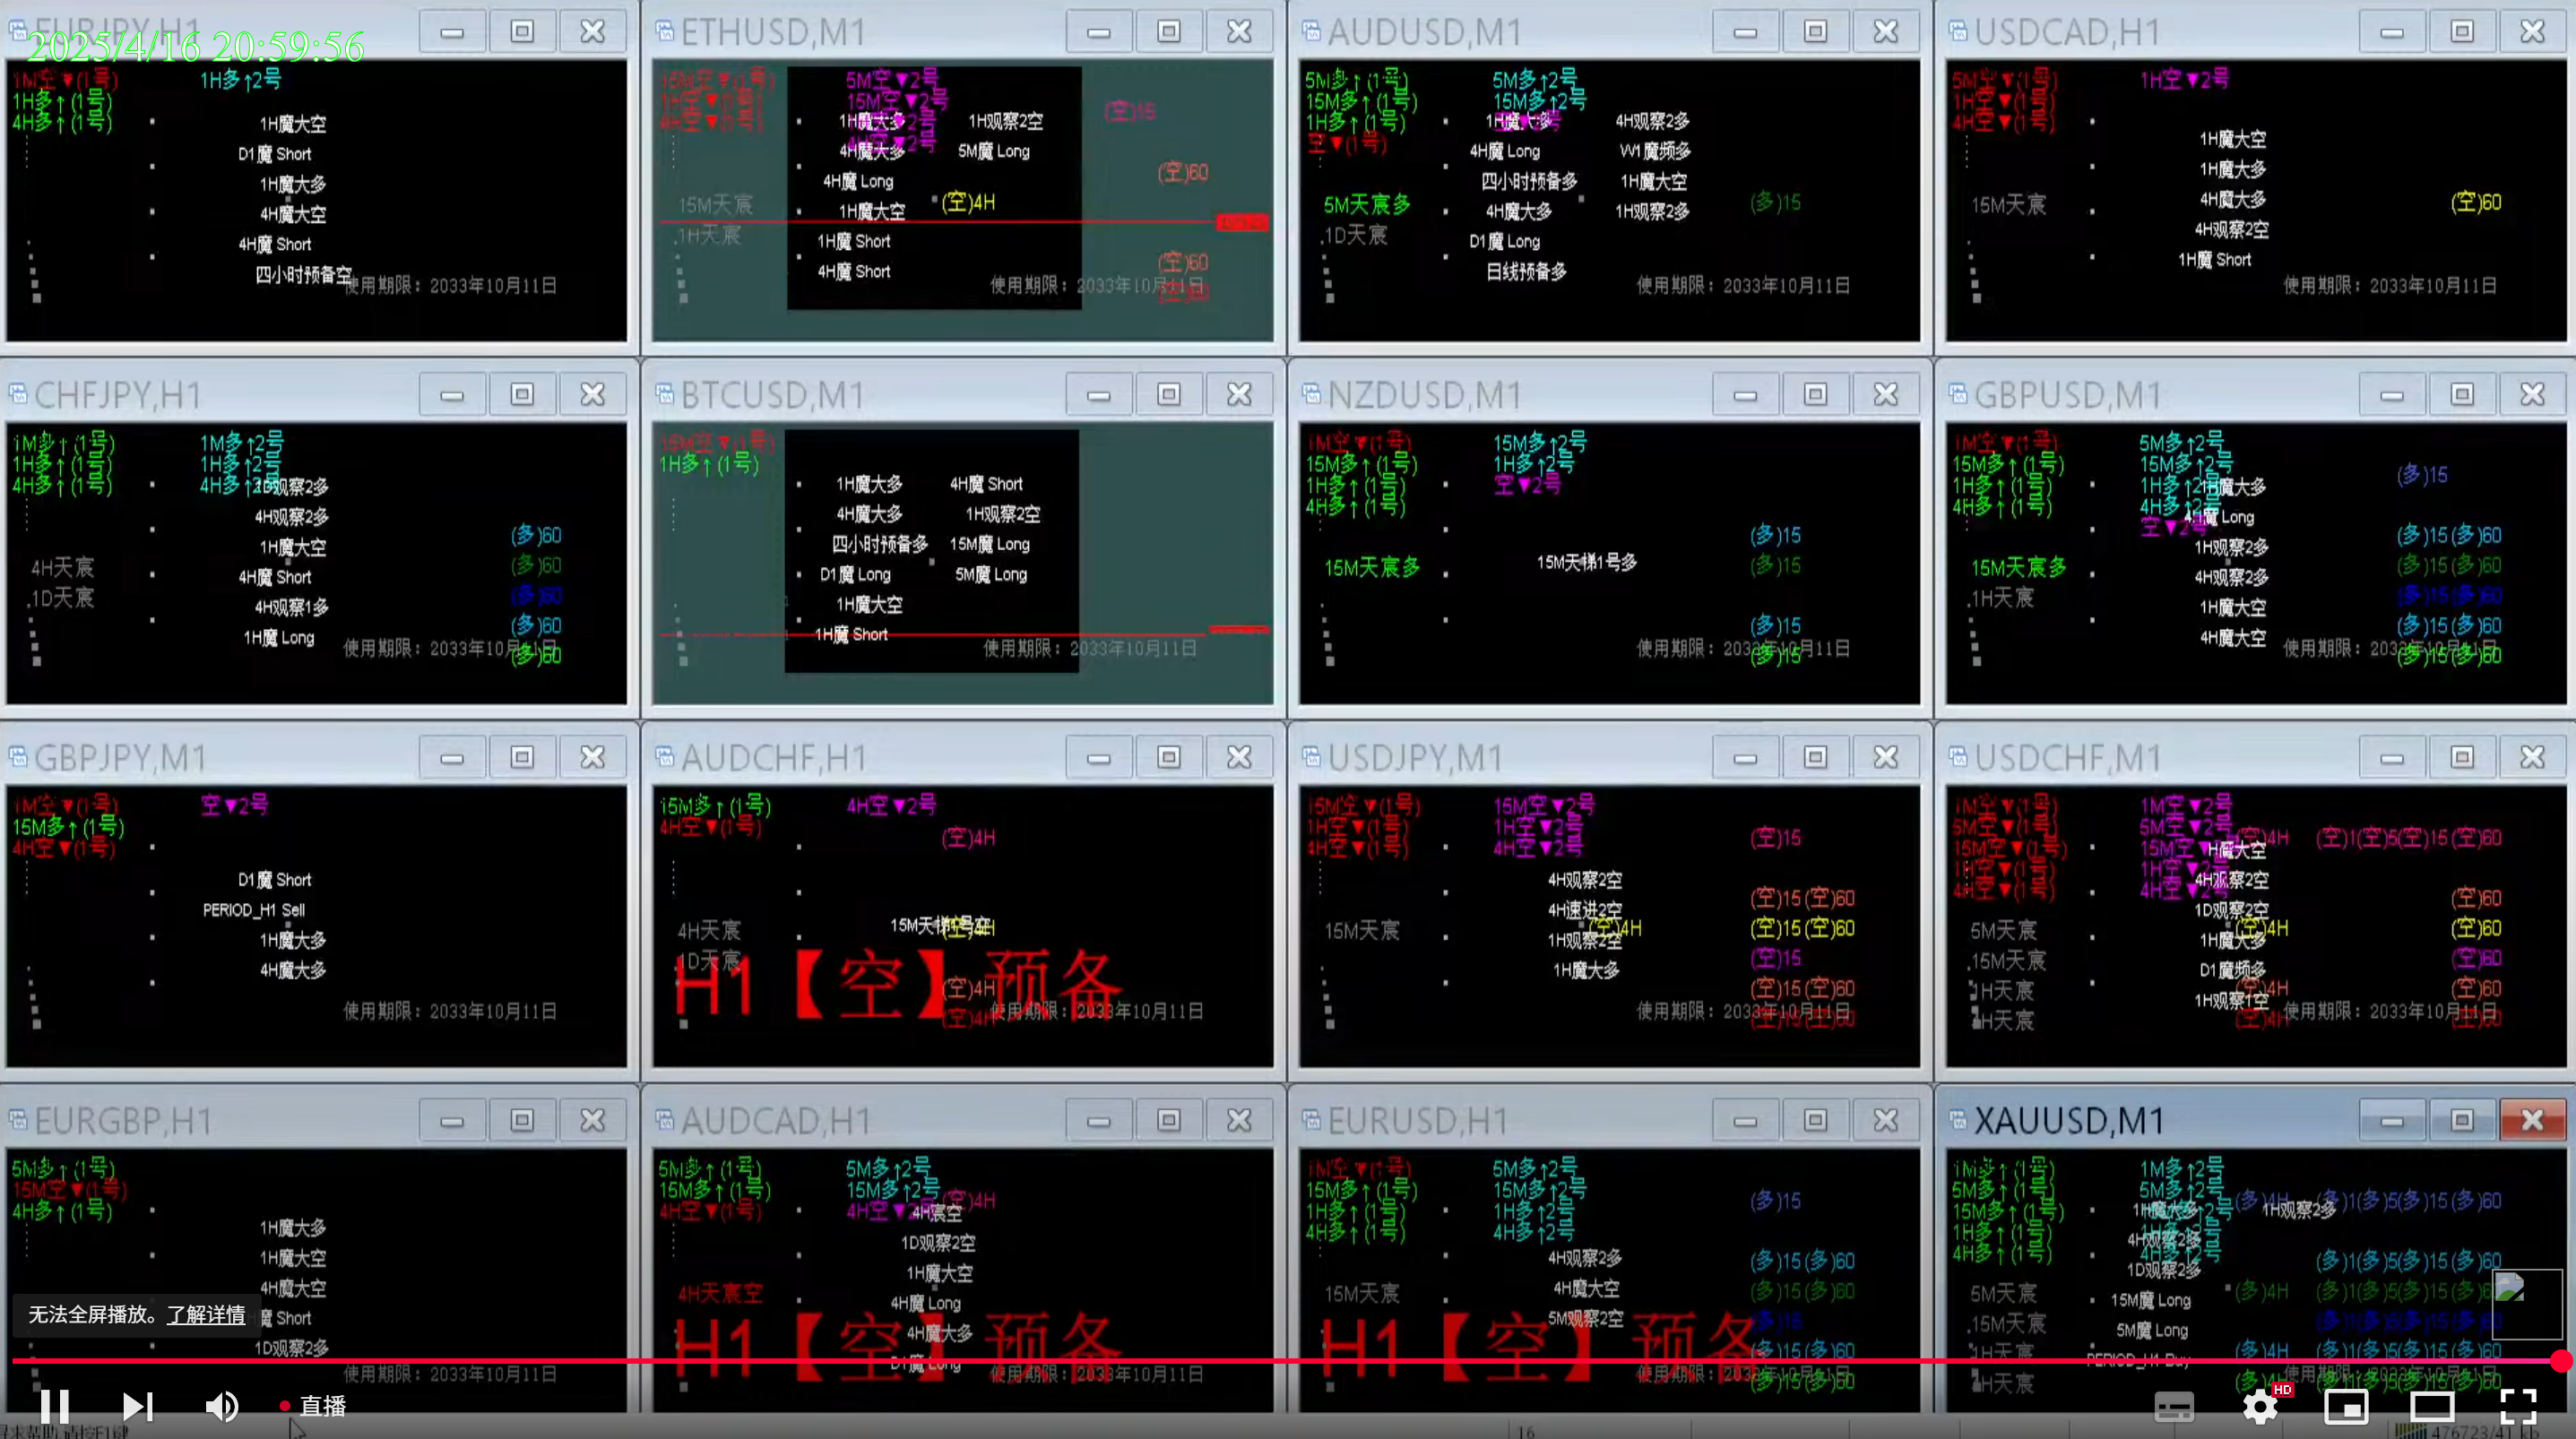 EURJPY,H1
2025/4/16 20:59:56
1M空▼(1号)
1H多↑(1号)
4H多↑(1号)
1H多↑2号
1H魔大空
D1魔 Short
1H魔大多
4H魔大空
4H魔 Short
四小时预备空
使用期限：2033年10月11日
ETHUSD,M1
15M空▼(1号)
1H空▼(1号)
4H空▼(1号)
5M空▼2号
15M空▼2号
1H魔大多
4H魔大多
4H魔 Long
1H魔大空
1H魔 Short
4H魔 Short
1H观察2空
5M魔 Long
(空)4H
(空)15
(空)60
(空)60
15M天宸
1H天宸
使用期限：2033年10月11日
AUDUSD,M1
5M多↑(1号)
15M多↑(1号)
1H多↑(1号)
空▼(1号)
5M多↑2号
15M多↑2号
1H魔大多
4H魔 Long
四小时预备多
4H魔大多
D1魔 Long
日线预备多
4H观察2多
W1魔频多
1H魔大空
1H观察2多
(多)15
5M天宸多
1D天宸
使用期限：2033年10月11日
USDCAD,H1
5M空▼(1号)
1H空▼(1号)
4H空▼(1号)
1H空▼2号
1H魔大空
1H魔大多
4H魔大多
4H观察2空
1H魔 Short
(空)60
15M天宸
使用期限：2033年10月11日
CHFJPY,H1
1M多↑(1号)
1H多↑(1号)
4H多↑(1号)
1M多↑2号
1H多↑2号
4H多↑
1D观察2多
4H观察2多
1H魔大空
4H魔 Short
4H观察1多
1H魔 Long
(多)60
(多)60
(多)60
(多)60
(多)60
4H天宸
1D天宸
使用期限：2033年10月11日
BTCUSD,M1
15M空▼(1号)
1H多↑(1号)
1H魔大多
4H魔大多
四小时预备多
D1魔 Long
1H魔大空
1H魔 Short
4H魔 Short
1H观察2空
15M魔 Long
5M魔 Long
使用期限：2033年10月11日
NZDUSD,M1
1M空▼(1号)
15M多↑(1号)
1H多↑(1号)
4H多↑(1号)
15M多↑2号
1H多↑2号
空▼2号
15M天梯1号多
(多)15
(多)15
(多)15
(多)15
15M天宸多
使用期限：2033年10月11日
GBPUSD,M1
1M空▼(1号)
15M多↑(1号)
1H多↑(1号)
4H多↑(1号)
5M多↑2号
15M多↑2号
1H魔大多
4H魔 Long
1H观察2多
4H观察2多
1H魔大空
4H魔大空
(多)15
(多)15(多)60
(多)15(多)60
(多)15(多)60
(多)15(多)60
(多)15(多)60
15M天宸多
1H天宸
使用期限：2033年10月11日
GBPJPY,M1
1M空▼(1号)
15M多↑(1号)
4H空▼(1号)
空▼2号
D1魔 Short
PERIOD_H1 Sell
1H魔大多
4H魔大多
使用期限：2033年10月11日
AUDCHF,H1
15M多↑(1号)
4H空▼(1号)
4H空▼2号
(空)4H
15M天梯1号空
(空)4H
(空)4H
(空)4H
4H天宸
1D天宸
H1【空】预备
使用期限：2033年10月11日
USDJPY,M1
15M空▼(1号)
1H空▼(1号)
4H空▼(1号)
15M空▼2号
1H空▼2号
4H空▼2号
4H观察2空
4H速进2空
1H观察2空
1H魔大多
(空)4H
(空)15
(空)15(空)60
(空)15(空)60
(空)15
(空)15(空)60
(空)15(空)60
15M天宸
使用期限：2033年10月11日
USDCHF,M1
1M空▼(1号)
5M空▼(1号)
15M空▼(1号)
1H空▼(1号)
4H空▼(1号)
1M空▼2号
5M空▼2号
15M空▼
1H空▼2号
4H空▼2号
(空)4H
(空)1(空)5(空)15(空)60
4H观察2空
1D观察2空
1H魔大多
D1魔频多
1H观察1空
(空)4H
(空)60
(空)60
(空)60
(空)60
(空)60
5M天宸
15M天宸
1H天宸
4H天宸
使用期限：2033年10月11日
EURGBP,H1
5M多↑(1号)
15M空▼(1号)
4H多↑(1号)
1H魔大多
1H魔大空
4H魔大空
魔 Short
1D观察2多
使用期限：2033年10月11日
无法全屏播放。了解详情
AUDCAD,H1
5M多↑(1号)
15M多↑(1号)
4H空▼(1号)
5M多↑2号
15M多↑2号
4H空▼2号
(空)4H
4H宸空
1D观察2空
1H魔大空
4H魔 Long
4H魔大多
D1魔 Long
4H天宸空
H1【空】预备
使用期限：2033年10月11日
EURUSD,H1
1M空▼(1号)
15M多↑(1号)
1H多↑(1号)
4H多↑(1号)
5M多↑2号
15M多↑2号
1H多↑2号
4H多↑2号
4H观察2多
4H魔大空
5M观察2空
(多)15
(多)15(多)60
(多)15(多)60
(多)15
(多)15(多)60
(多)15(多)60
15M天宸
H1【空】预备
使用期限：2033年10月11日
XAUUSD,M1
1M多↑(1号)
5M多↑(1号)
15M多↑(1号)
1H多↑(1号)
4H多↑(1号)
1M多↑2号
5M多↑2号
1H魔大多
4H观察2多
1D观察2多
15M魔 Long
5M魔 Long
PERIOD_H1 Buy
1H观察2多
(多)4H
(多)1(多)5(多)15(多)60
(多)1(多)5(多)15(多)60
(多)4H
(多)4H
(多)1(多)5(多)15(多)60
5M天宸
15M天宸
1H天宸
4H天宸
使用期限：2033年10月11日
直播
HD
16
476723/41 kb